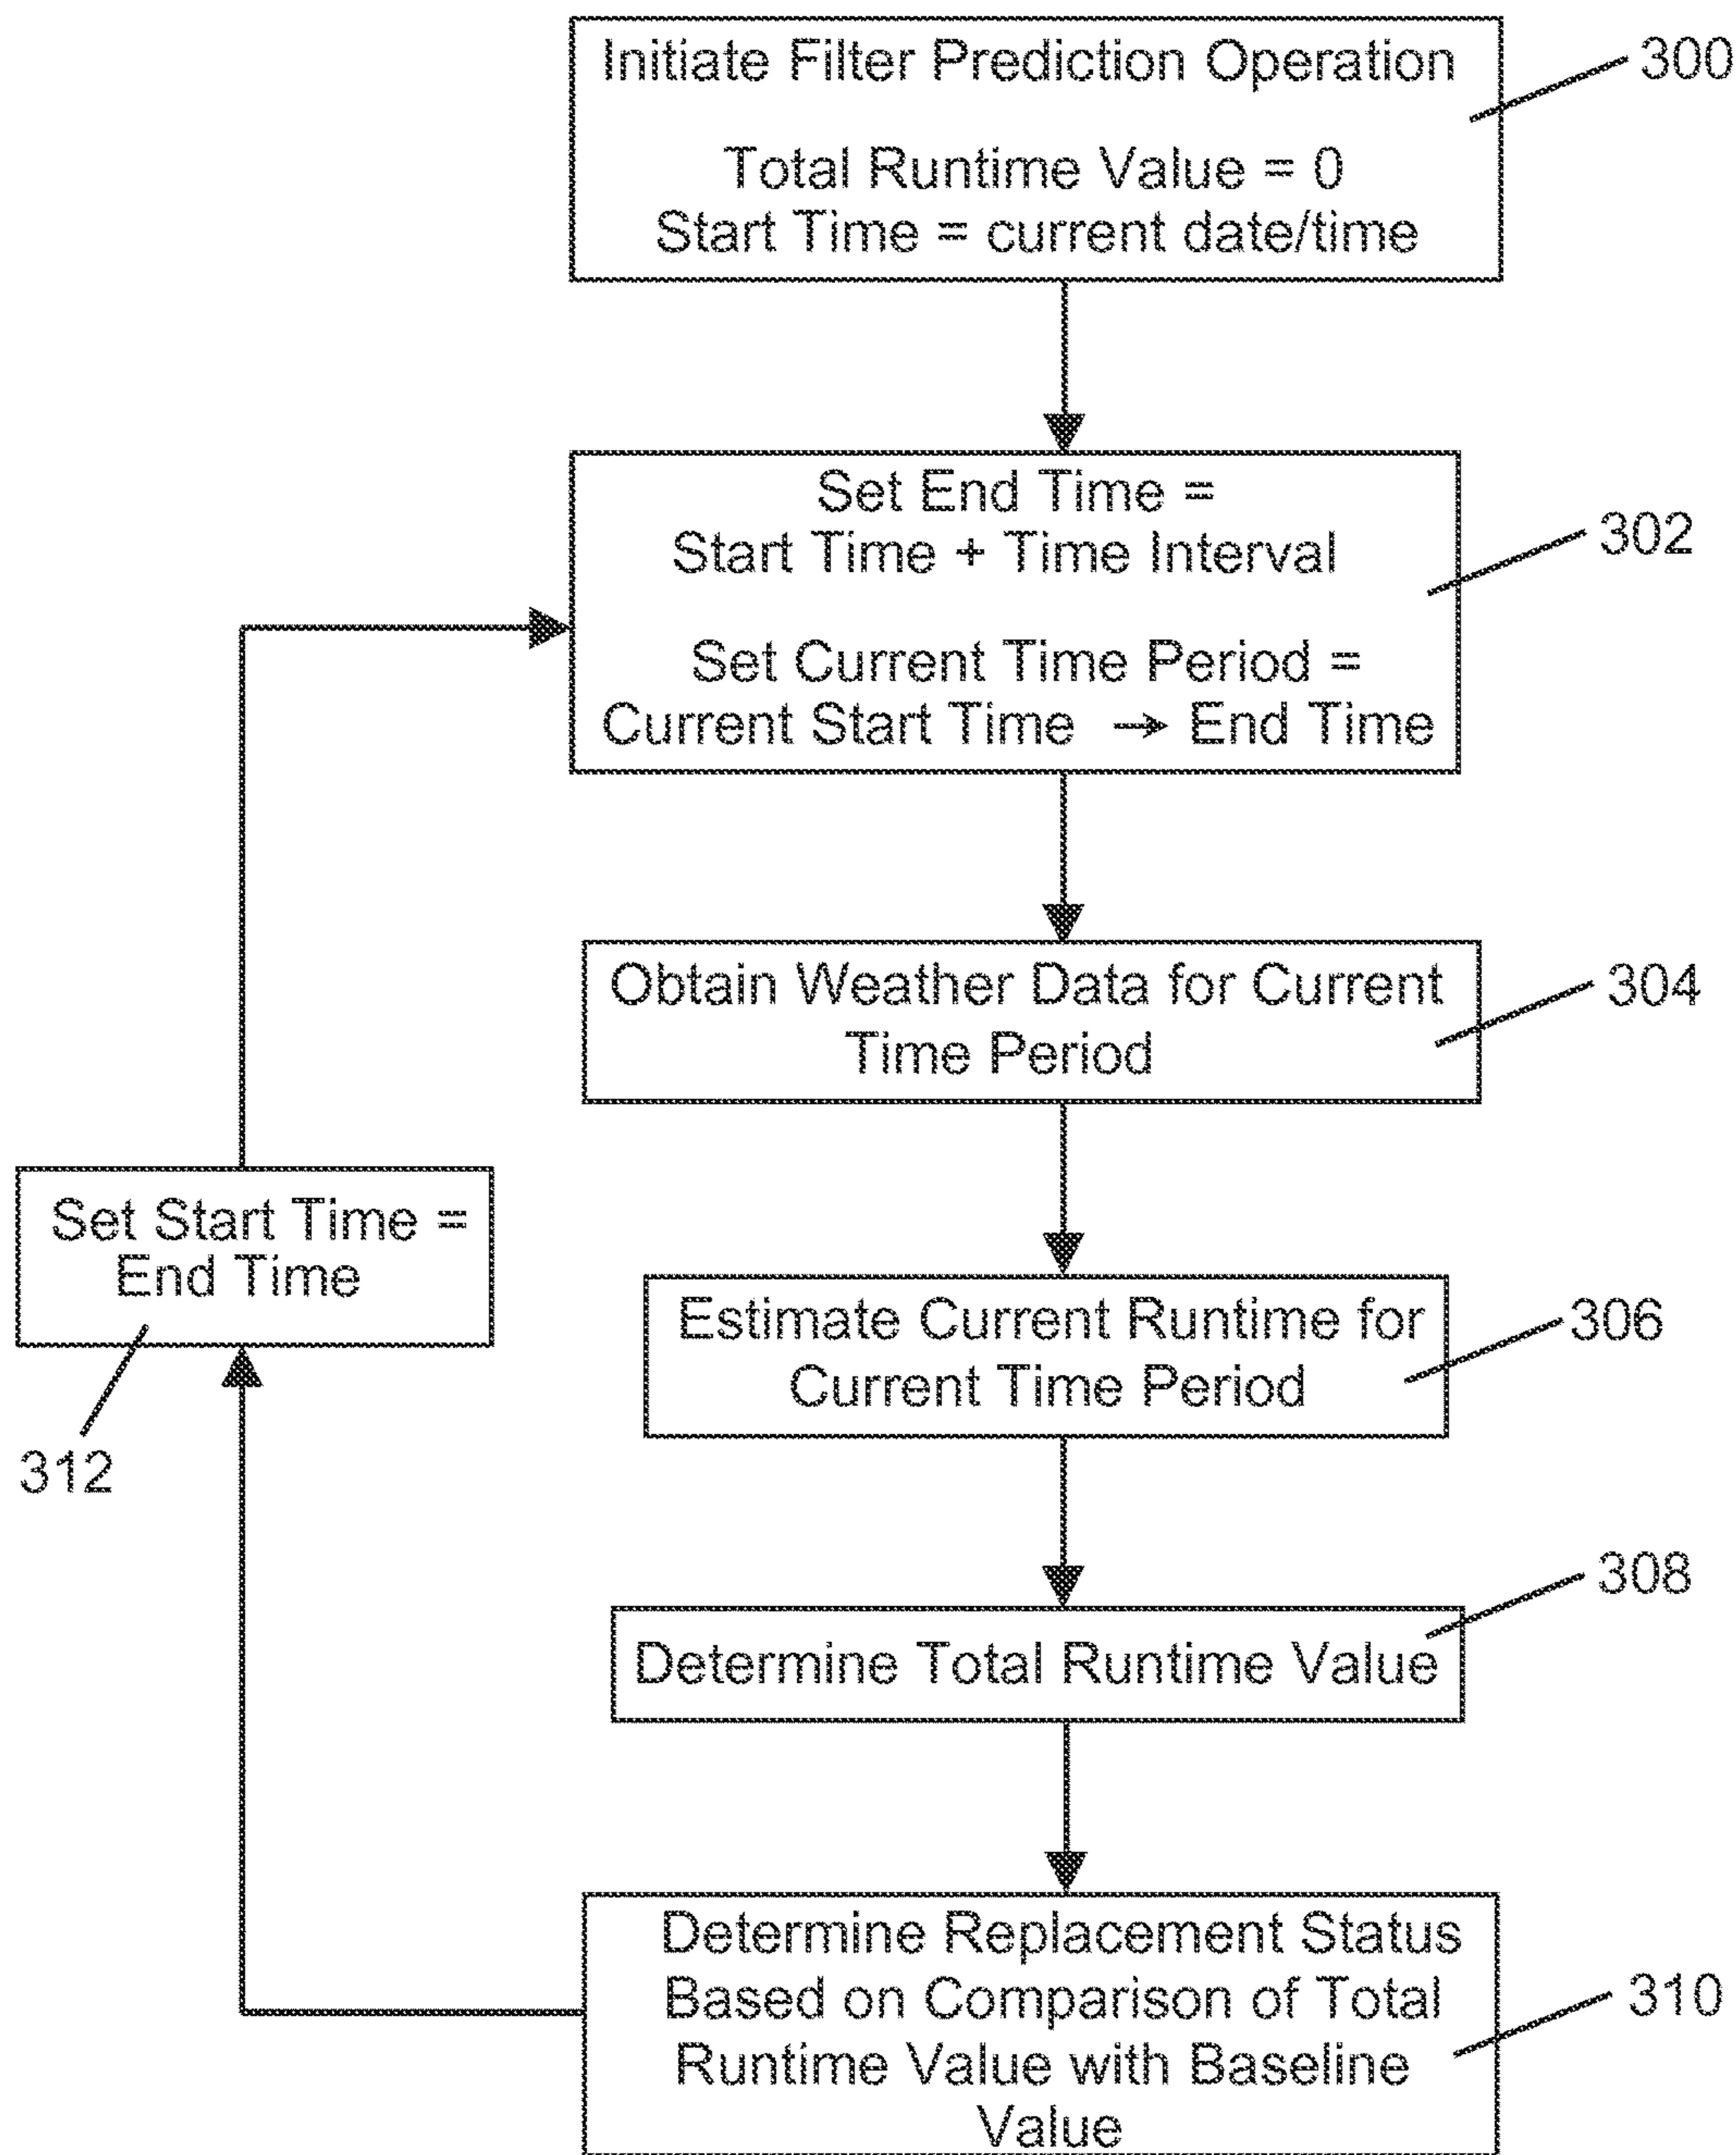 Initiate Filter Prediction Operation
300
Total Runtime Value = 0
Start Time = current date/time
Set End Time =
Start Time + Time Interval
302
Set Current Time Period =
Current Start Time → End Time
Obtain Weather Data for Current
Time Period
304
Set Start Time =
End Time
312
Estimate Current Runtime for
Current Time Period
306
Determine Total Runtime Value
308
Determine Replacement Status
Based on Comparison of Total
Runtime Value with Baseline
Value
310